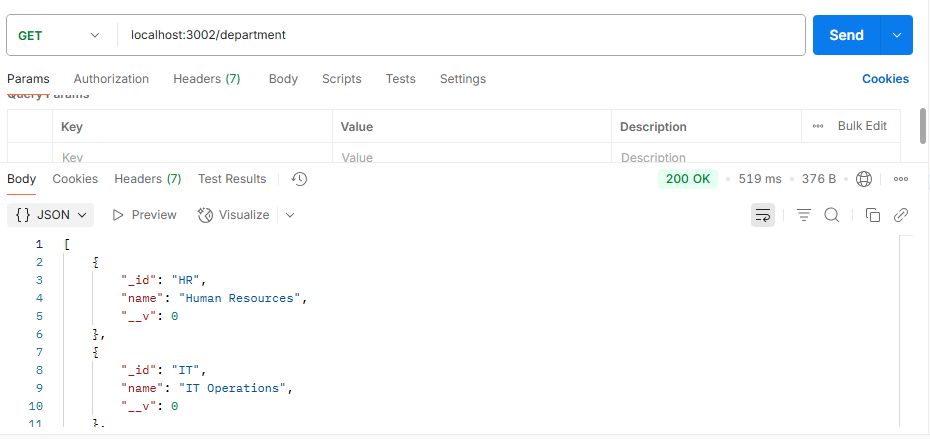 GET localhost:3002/department Send
Params Authorization Headers (7) Body Scripts Tests Settings Cookies
Query Params
Key Value Description Bulk Edit
Key Value Description
Body Cookies Headers (7) Test Results 200 OK 519 ms 376 B
{} JSON Preview Visualize
1 [
2 {
3 "_id": "HR",
4 "name": "Human Resources",
5 "__v": 0
6 },
7 {
8 "_id": "IT",
9 "name": "IT Operations",
10 "__v": 0
11 },